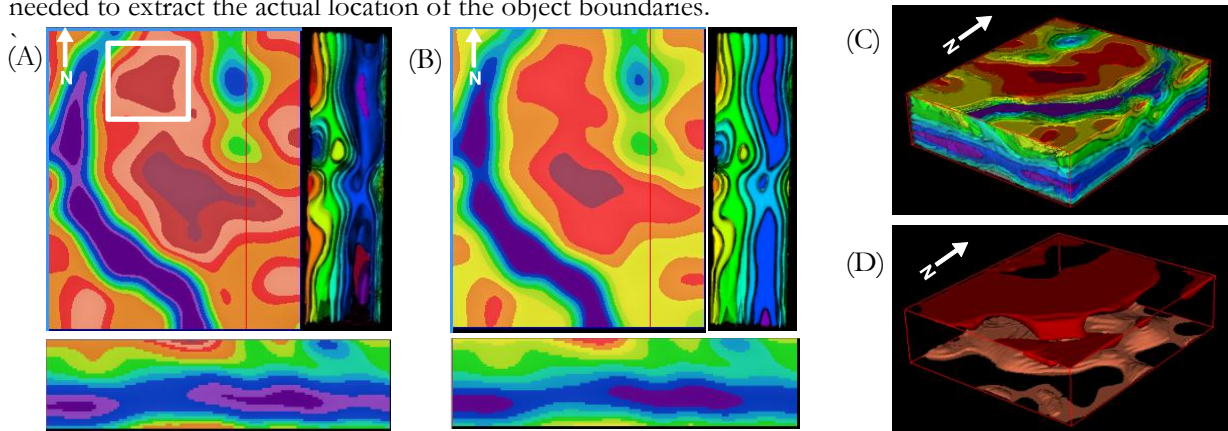 needed to extract the actual location of the object boundaries.
(A)
N
(B)
N
(C)
N
(D)
N